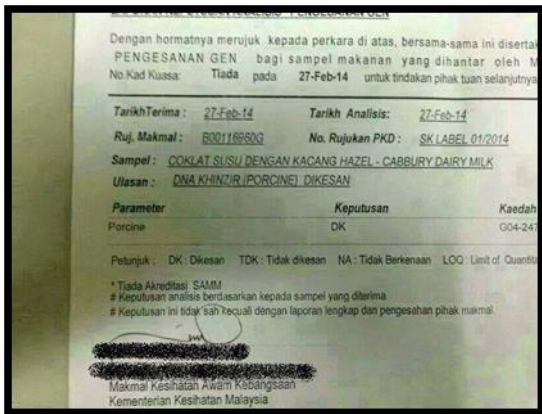 Dengan hormatnya merujuk kepada perkara di atas, bersama-sama ini disertak
PENGESANAN GEN bagi sampel makanan yang dihantar oleh M
No.Kad Kuasa: Tiada pada 27-Feb-14 untuk tindakan pihak tuan selanjutnya
Tarikh Terima : 27-Feb-14 Tarikh Analisis: 27-Feb-14
Ruj. Makmal : B00116960G No. Rujukan PKD : SK LABEL 01/2014
Sampel : COKLAT SUSU DENGAN KACANG HAZEL - CABBURY DAIRY MILK
Ulasan : DNA KHINZIR (PORCINE) DIKESAN
Parameter Keputusan Kaedah
Porcine DK G04-247
Petunjuk : DK : Dikesan TDK : Tidak dikesan NA : Tidak Berkenaan LOQ : Limit of Quantita
* Tiada Akreditasi SAMM
# Keputusan analisis berdasarkan kepada sampel yang diterima
# Keputusan ini tidak sah kecuali dengan laporan lengkap dan pengesahan pihak makmal
Makmal Kesihatan Awam Kebangsaan
Kementerian Kesihatan Malaysia